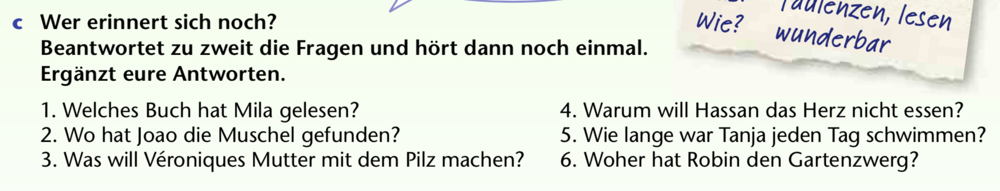 faulenzen, lesen
Wie? wunderbar
c Wer erinnert sich noch?
Beantwortet zu zweit die Fragen und hört dann noch einmal.
Ergänzt eure Antworten.
1. Welches Buch hat Mila gelesen?
2. Wo hat Joao die Muschel gefunden?
3. Was will Véroniques Mutter mit dem Pilz machen?
4. Warum will Hassan das Herz nicht essen?
5. Wie lange war Tanja jeden Tag schwimmen?
6. Woher hat Robin den Gartenzwerg?